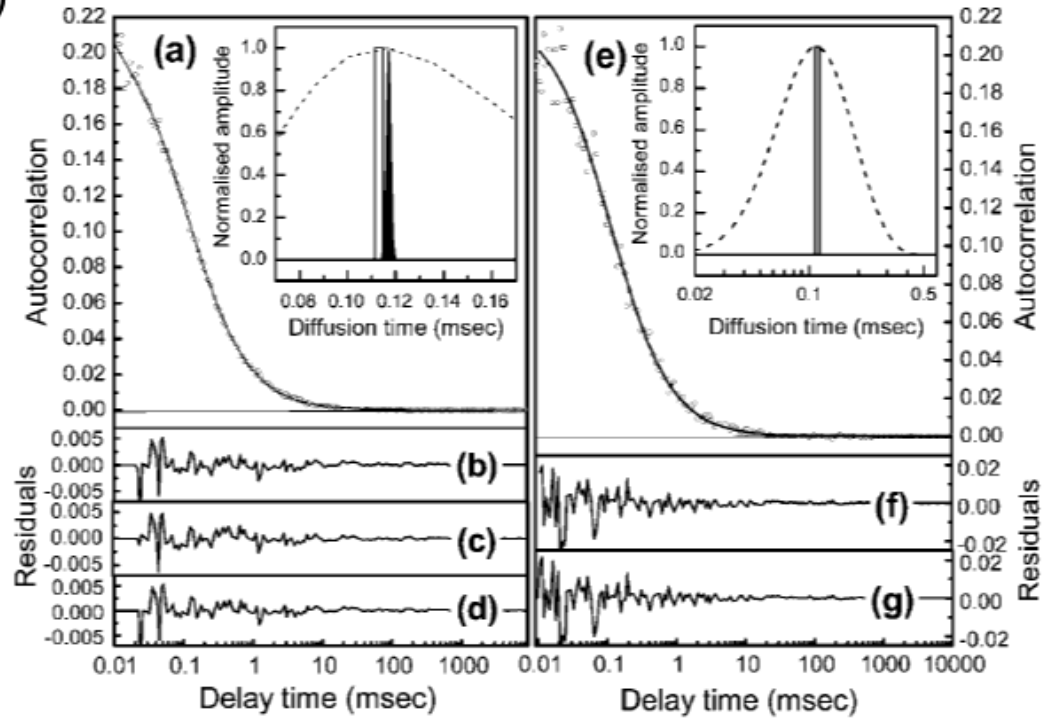 )
(a)
Autocorrelation
0.22
0.20
0.18
0.16
0.14
0.12
0.10
0.08
0.06
0.04
0.02
0.00
Normalised amplitude
1.0
0.8
0.6
0.4
0.2
0.0
0.08 0.10 0.12 0.14 0.16
Diffusion time (msec)
Residuals
0.005
0.000
-0.005
(b)
0.005
0.000
-0.005
(c)
0.005
0.000
-0.005
(d)
0.01 0.1 1 10 100 1000
Delay time (msec)
(e)
Normalised amplitude
1.0
0.8
0.6
0.4
0.2
0.0
0.02 0.1 0.5
Diffusion time (msec)
0.22
0.20
0.18
0.16
0.14
0.12
0.10
0.08
0.06
0.04
0.02
0.00
Autocorrelation
(f)
0.02
0.00
-0.02
(g)
0.02
0.00
-0.02
Residuals
0.01 0.1 1 10 100 1000 10000
Delay time (msec)